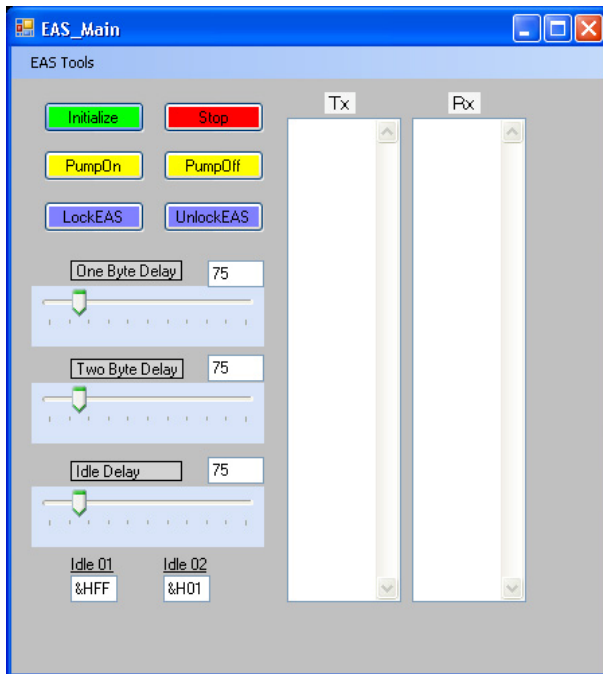 EAS_Main
EAS Tools
Initialize Stop
PumpOn PumpOff
LockEAS UnlockEAS
One Byte Delay 75
Two Byte Delay 75
Idle Delay 75
Idle 01 Idle 02
&HFF &H01
Tx Rx